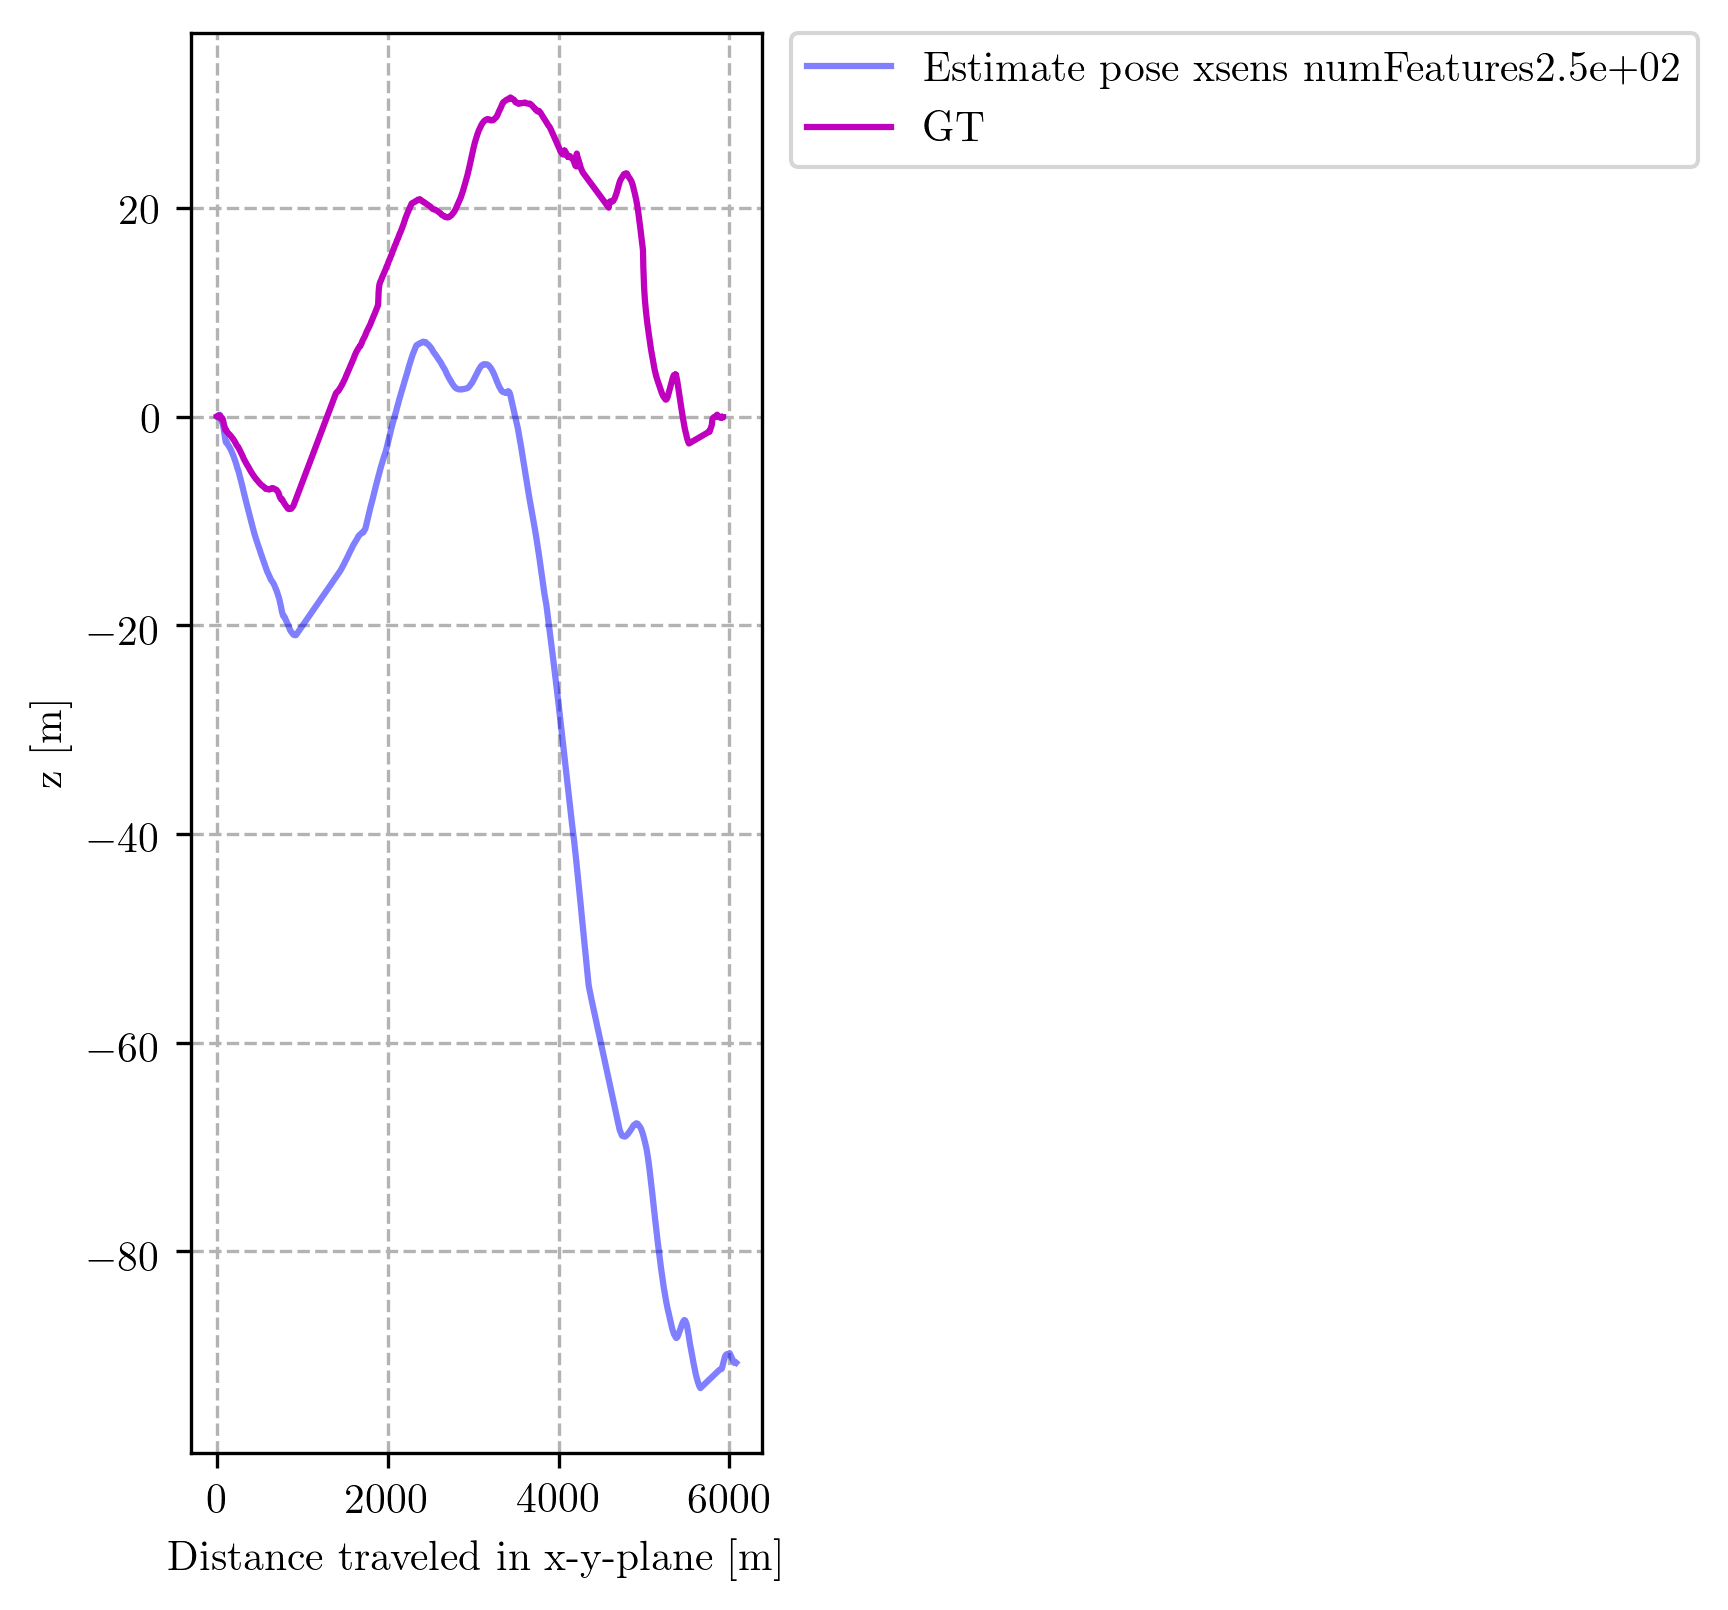 Estimate pose xsens numFeatures2.5e+02
GT
20
0
−20
−40
−60
−80
z [m]
0 2000 4000 6000
Distance traveled in x-y-plane [m]